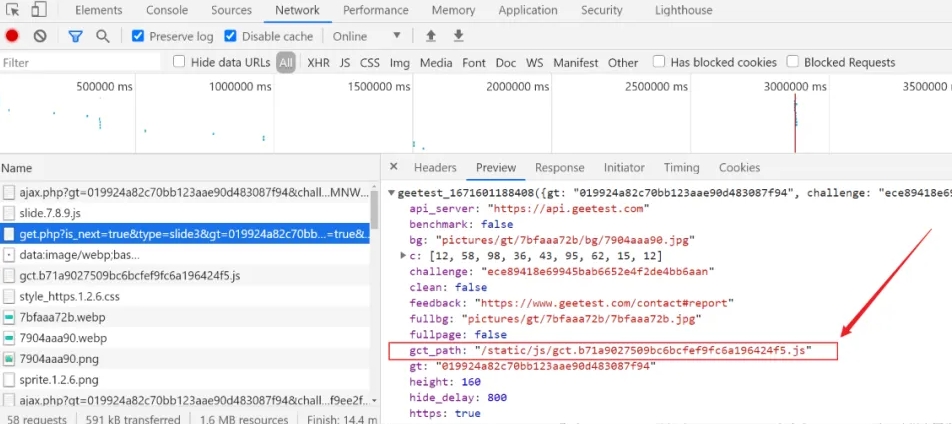 Elements Console Sources Network Performance Memory Application Security Lighthouse
Preserve log Disable cache Online
Filter Hide data URLs All XHR JS CSS Img Media Font Doc WS Manifest Other Has blocked cookies Blocked Requests
500000 ms 1000000 ms 1500000 ms 2000000 ms 2500000 ms 3000000 ms 3500000
Name
ajax.php?gt=019924a82c70bb123aae90d483087f94&chall...MNW...
slide.7.8.9.js
get.php?is_next=true&type=slide3&gt=019924a82c70bb...=true&...
data:image/webp;bas...
gct.b71a9027509bc6bcfef9fc6a196424f5.js
style_https.1.2.6.css
7bfaaa72b.webp
7904aaa90.webp
7904aaa90.png
sprite.1.2.6.png
ajax.php?gt=019924a82c70bb123aae90d483087f94&chall...f9ee2f...
58 requests 591 kB transferred 1.6 MB resources Finish: 14.4 m
× Headers Preview Response Initiator Timing Cookies
geetest_1671601188408({gt: "019924a82c70bb123aae90d483087f94", challenge: "ece89418e69
api_server: "https://api.geetest.com"
benchmark: false
bg: "pictures/gt/7bfaaa72b/bg/7904aaa90.jpg"
c: [12, 58, 98, 36, 43, 95, 62, 15, 12]
challenge: "ece89418e69945bab6652e4f2de4bb6aan"
clean: false
feedback: "https://www.geetest.com/contact#report"
fullbg: "pictures/gt/7bfaaa72b/7bfaaa72b.jpg"
fullpage: false
gct_path: "/static/js/gct.b71a9027509bc6bcfef9fc6a196424f5.js"
gt: "019924a82c70bb123aae90d483087f94"
height: 160
hide_delay: 800
https: true